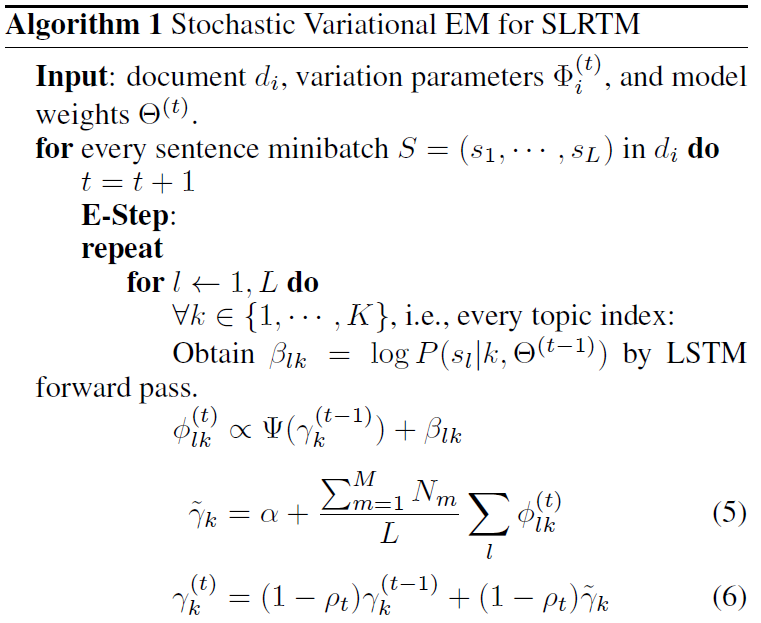 Algorithm 1 Stochastic Variational EM for SLRTM
Input: document $d_i$, variation parameters $\Phi_i^{(t)}$, and model
weights $\Theta^{(t)}$.
for every sentence minibatch $S = (s_1, \cdots, s_L)$ in $d_i$ do
$t = t + 1$
E-Step:
repeat
for $l \leftarrow 1, L$ do
$\forall k \in \{1, \cdots, K\}$, i.e., every topic index:
Obtain $\beta_{lk} = \log P(s_l|k, \Theta^{(t-1)})$ by LSTM
forward pass.
$\phi_{lk}^{(t)} \propto \Psi(\gamma_k^{(t-1)}) + \beta_{lk}$
$\tilde{\gamma}_k = \alpha + \frac{\sum_{m=1}^{M} N_m}{L} \sum_l \phi_{lk}^{(t)}$ (5)
$\gamma_k^{(t)} = (1 - \rho_t)\gamma_k^{(t-1)} + (1 - \rho_t)\tilde{\gamma}_k$ (6)